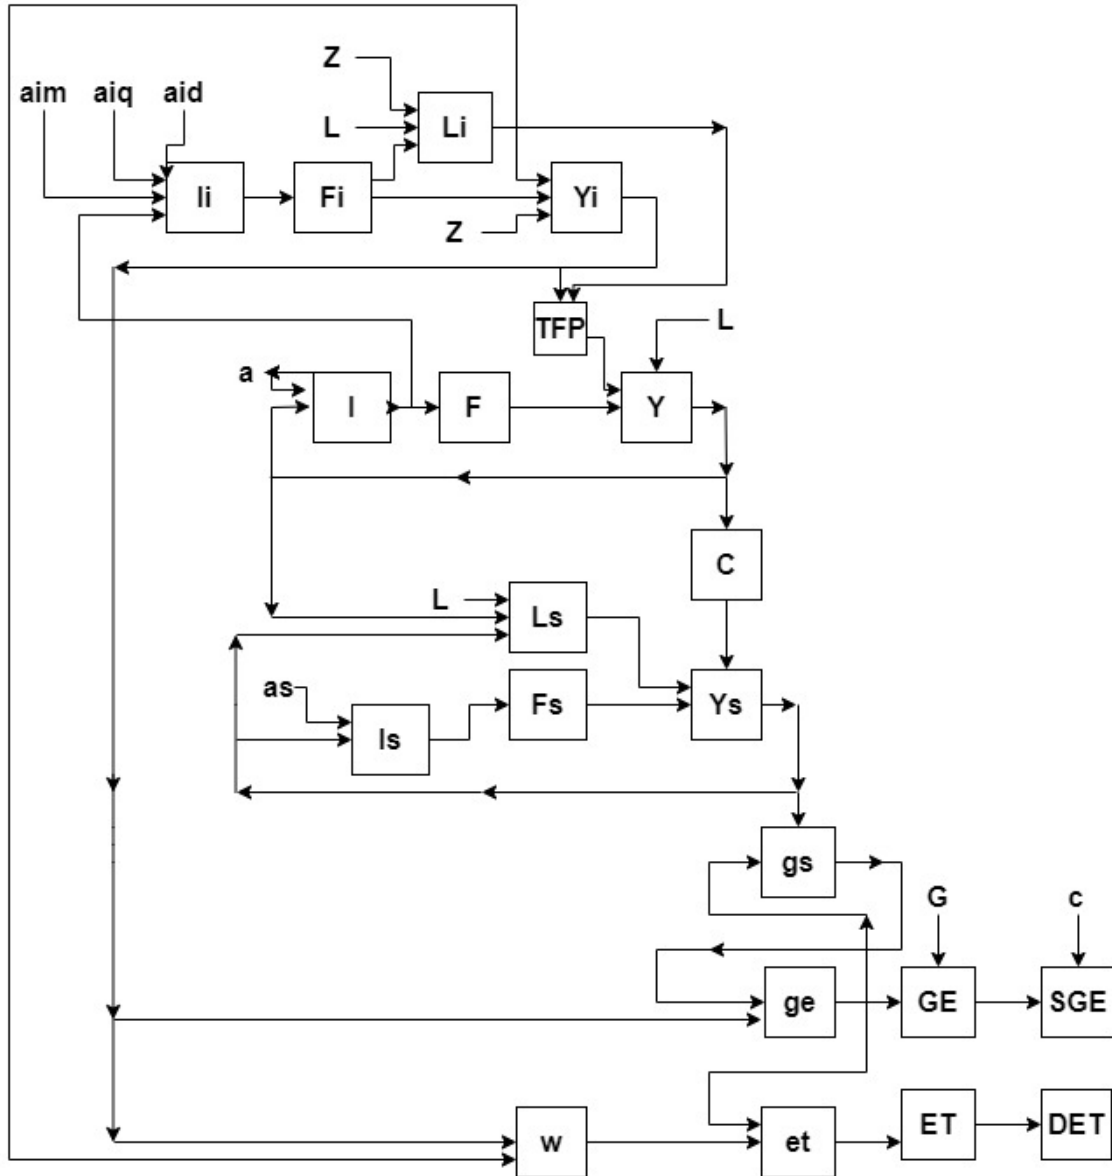 Z
aim aiq aid
L Li
Ii Fi Yi
Z
TFP L
a
I F Y
C
L Ls
as Fs Ys
Is
gs
G c
ge GE SGE
w et ET DET